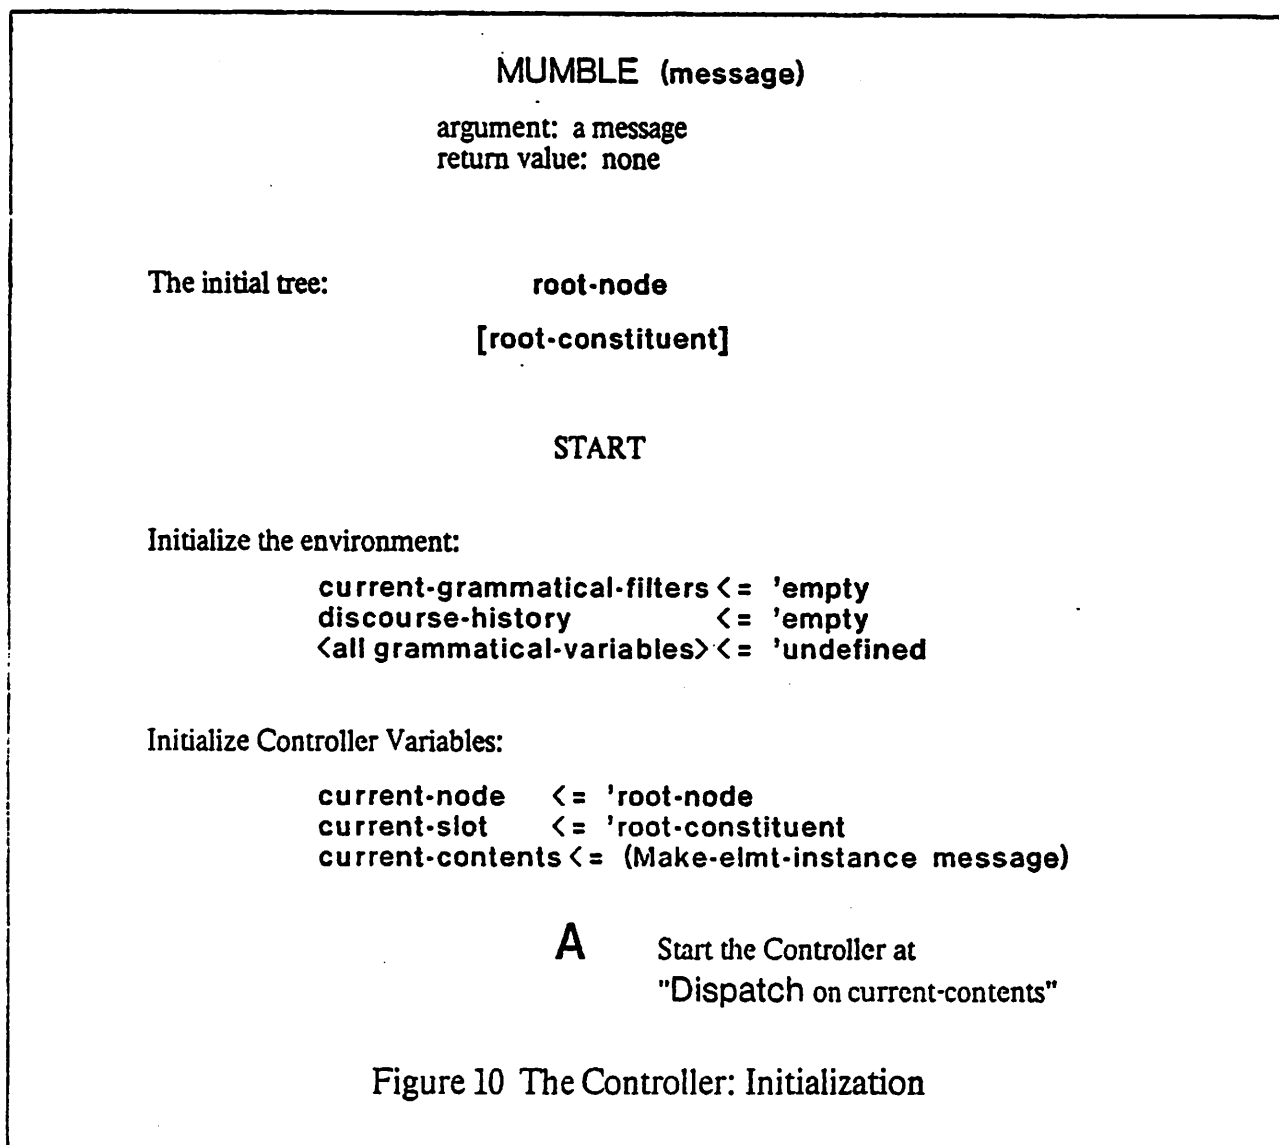 MUMBLE (message)
argument: a message
return value: none
The initial tree: root-node
[root-constituent]
START
Initialize the environment:
current-grammatical-filters <= 'empty
discourse-history <= 'empty
<all grammatical-variables> <= 'undefined
Initialize Controller Variables:
current-node <= 'root-node
current-slot <= 'root-constituent
current-contents <= (Make-elmt-instance message)
A Start the Controller at
"Dispatch on current-contents"
Figure 10 The Controller: Initialization